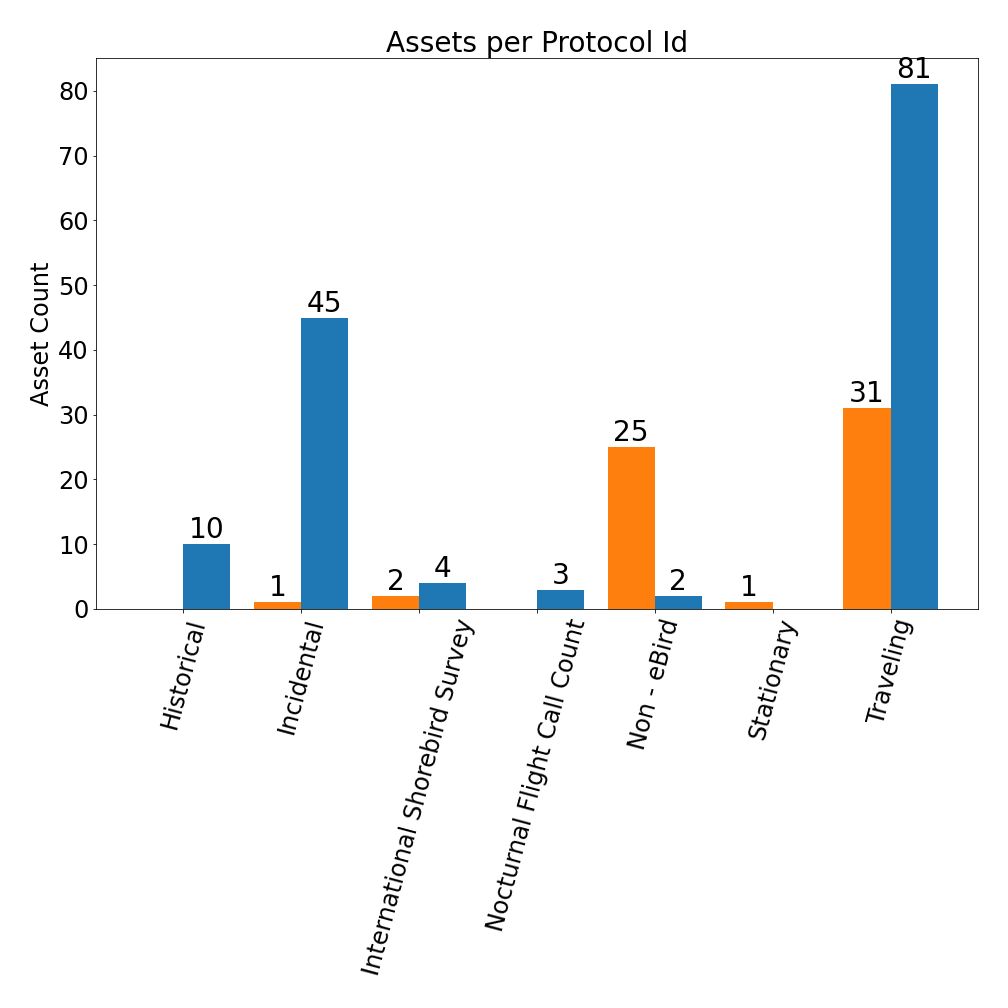 Assets per Protocol Id
Asset Count
80
70
60
50
40
30
20
10
0
10
1
45
2
4
3
25
2
1
31
81
Historical
Incidental
International Shorebird Survey
Nocturnal Flight Call Count
Non - eBird
Stationary
Traveling